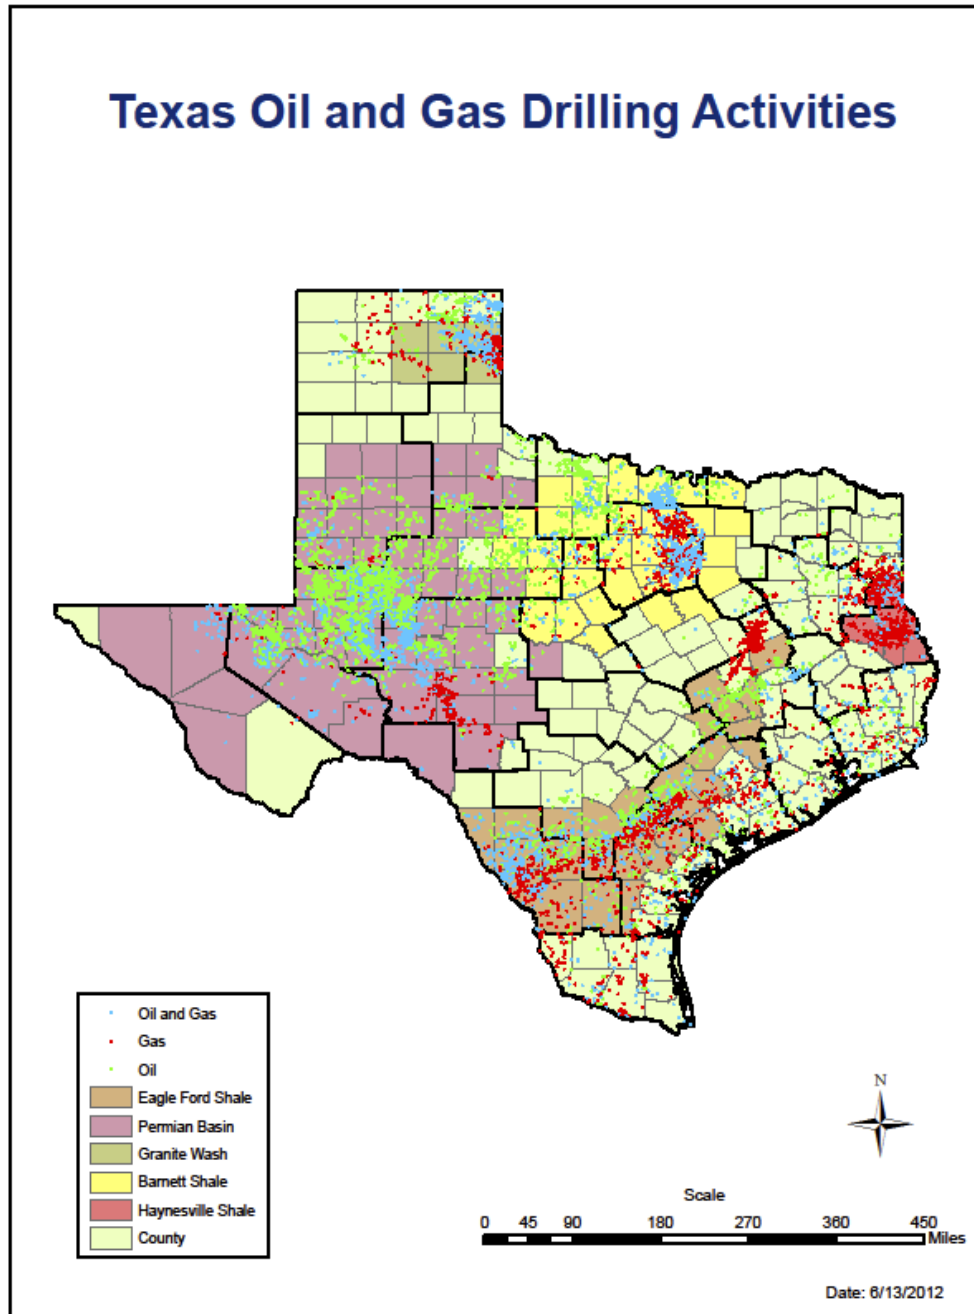 Texas Oil and Gas Drilling Activities
Oil and Gas
Gas
Oil
Eagle Ford Shale
Permian Basin
Granite Wash
Barnett Shale
Haynesville Shale
County
N
Scale
0 45 90 180 270 360 450
Miles
Date: 6/13/2012